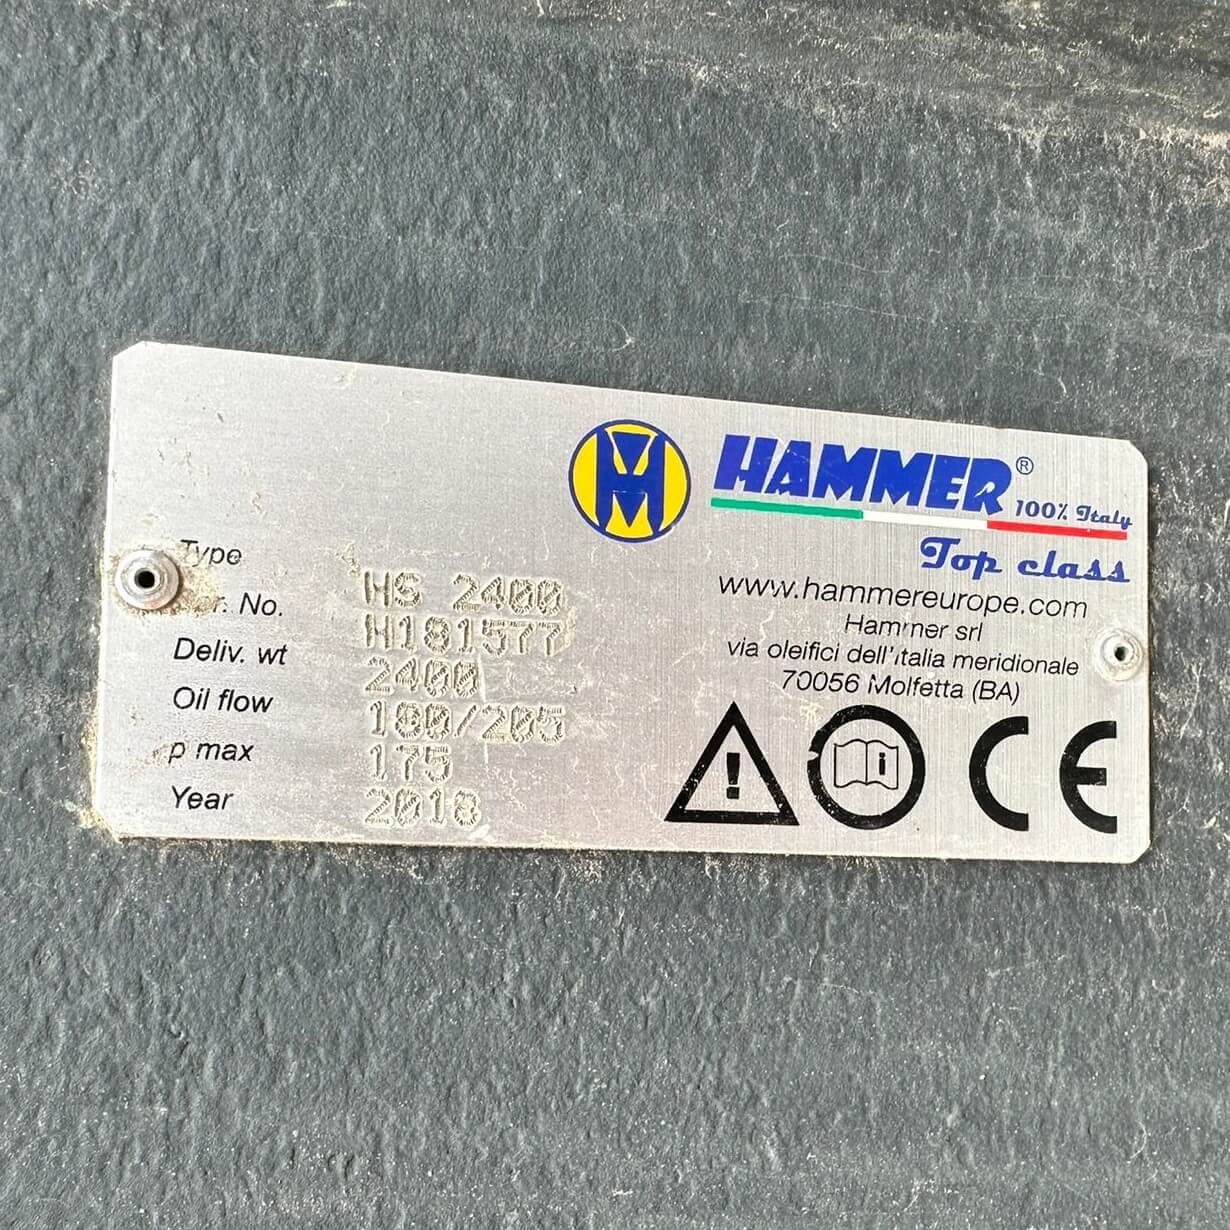 HAMMER®
100% Italy
Top class
www.hammereurope.com
Hammer srl
via oleifici dell'italia meridionale
70056 Molfetta (BA)
Type HS 2400
r. No. H181577
Deliv. wt 2400
Oil flow 180/205
p max 175
Year 2018
CE